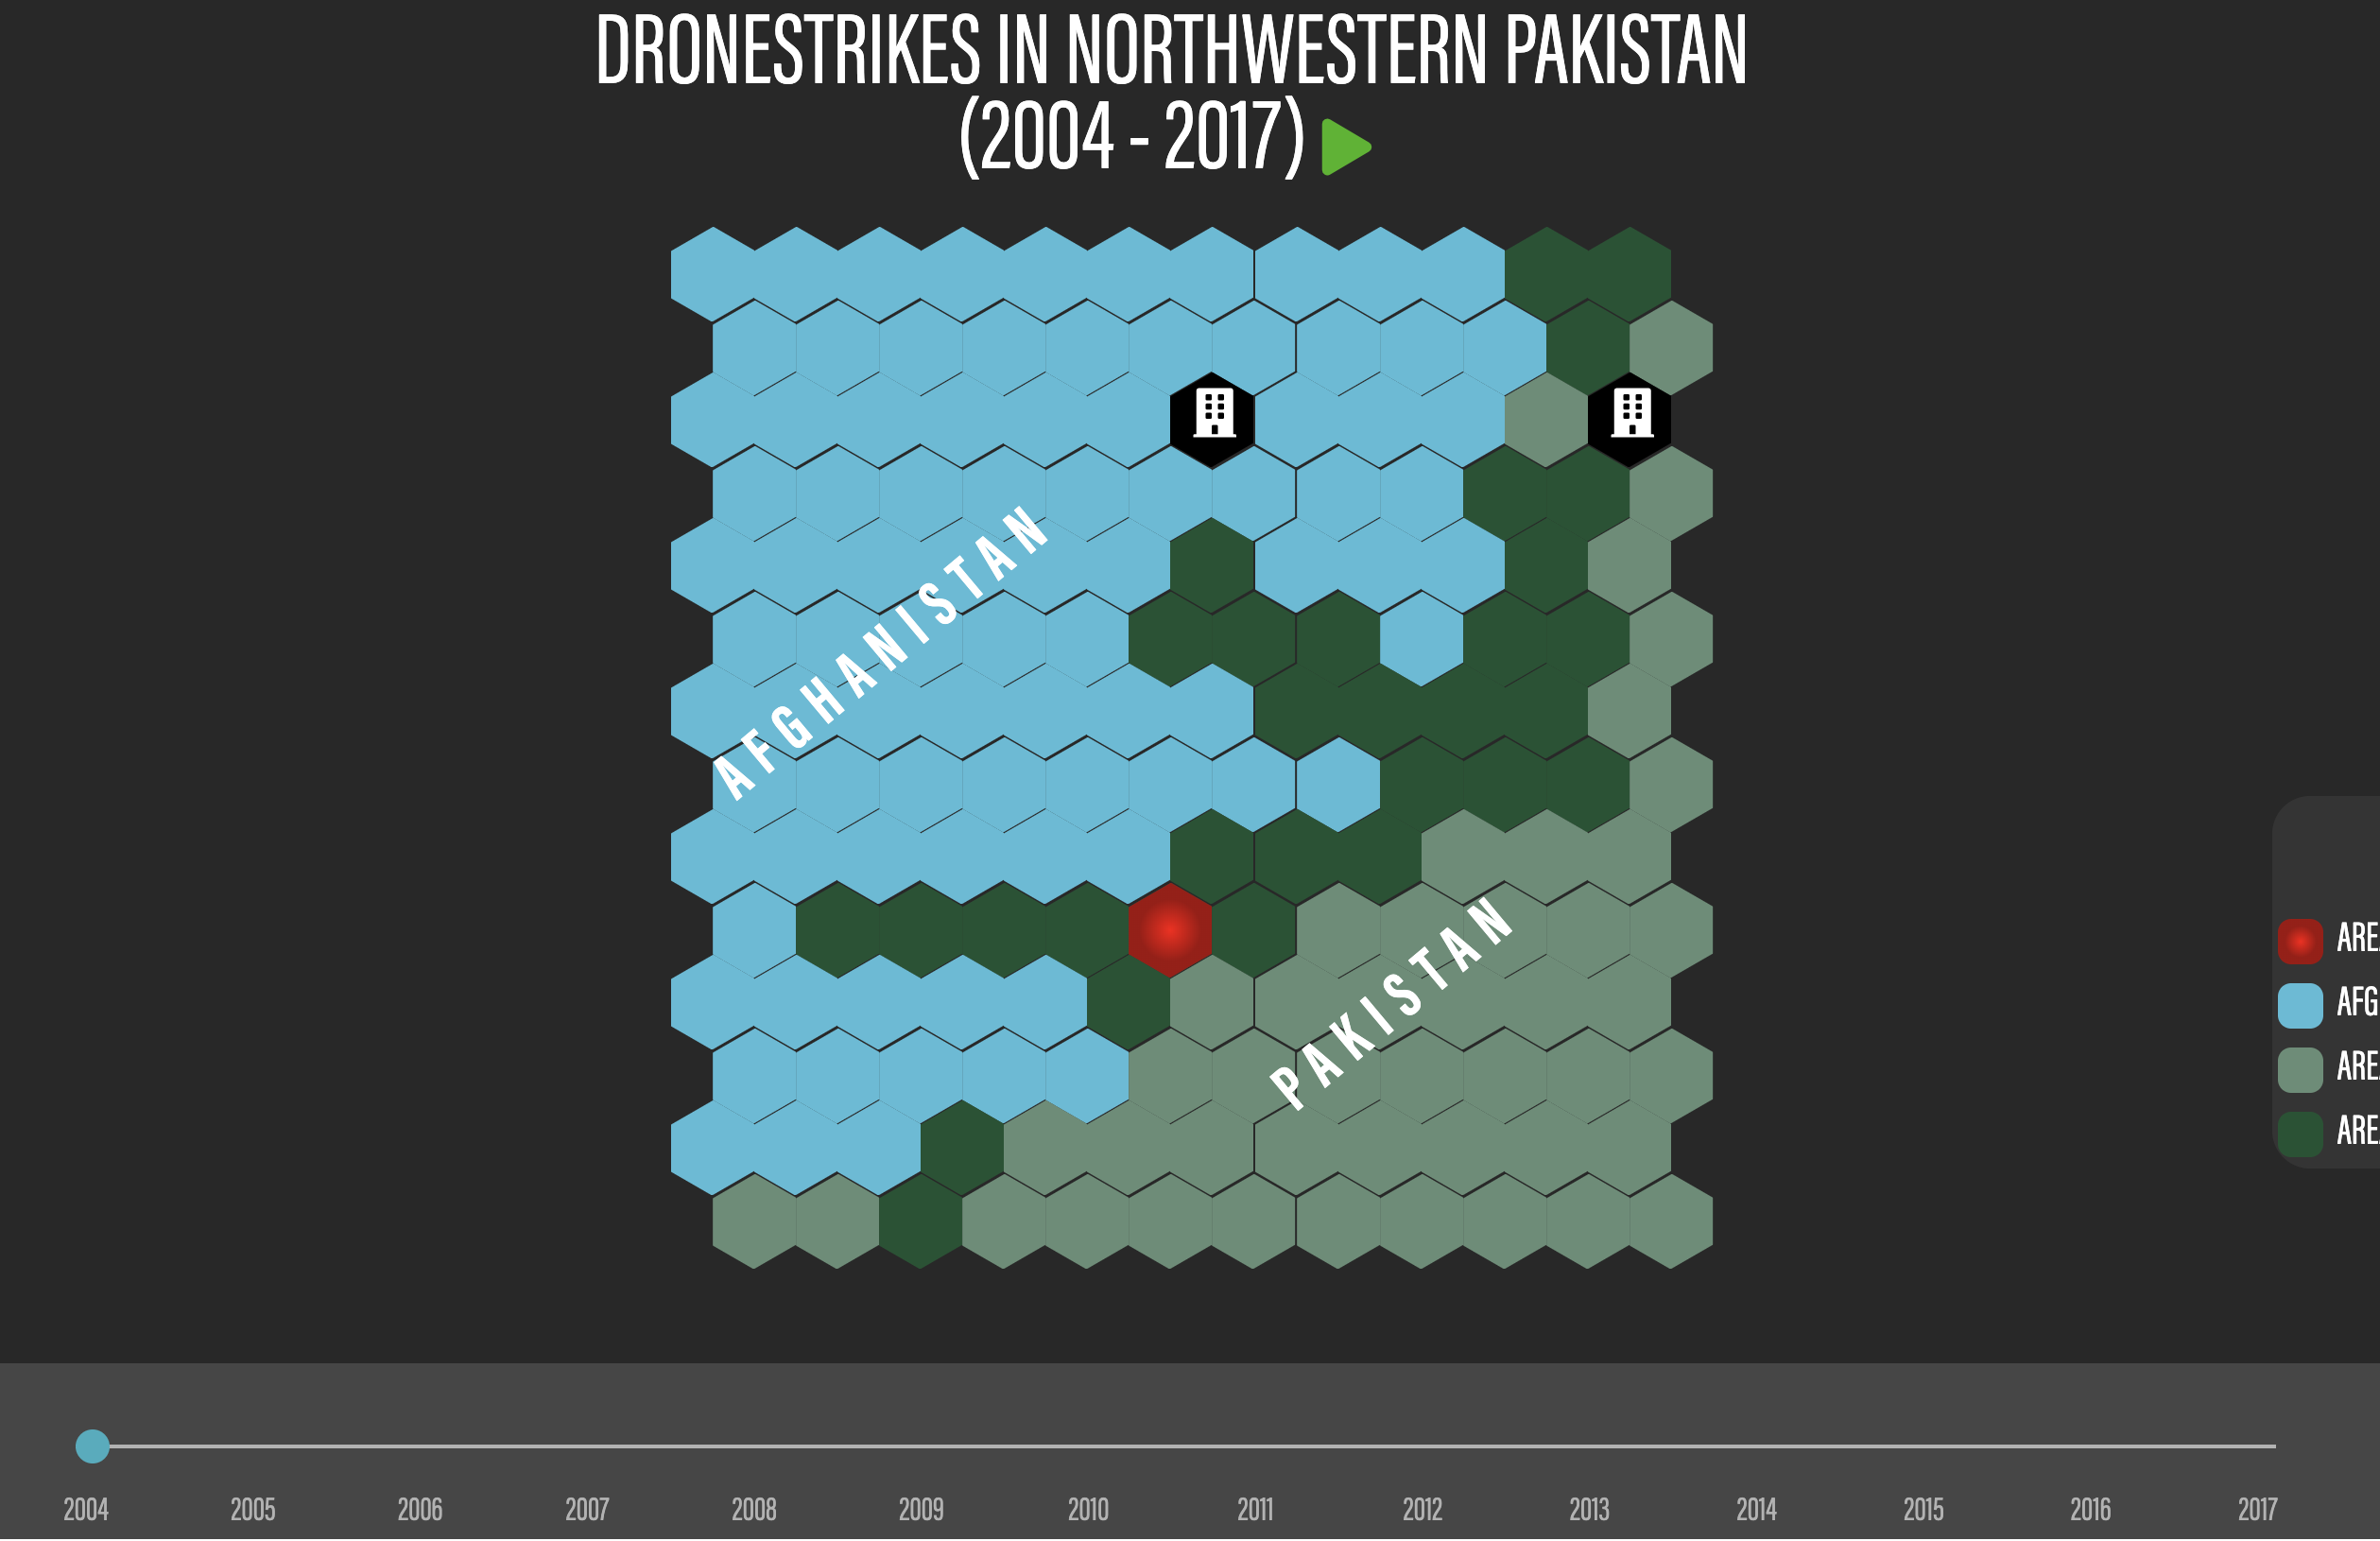 DRONESTRIKES IN NORTHWESTERN PAKISTAN
(2004 - 2017)
AFGHANISTAN
PAKISTAN
ARE
AFG
ARE
ARE
2004 2005 2006 2007 2008 2009 2010 2011 2012 2013 2014 2015 2016 2017